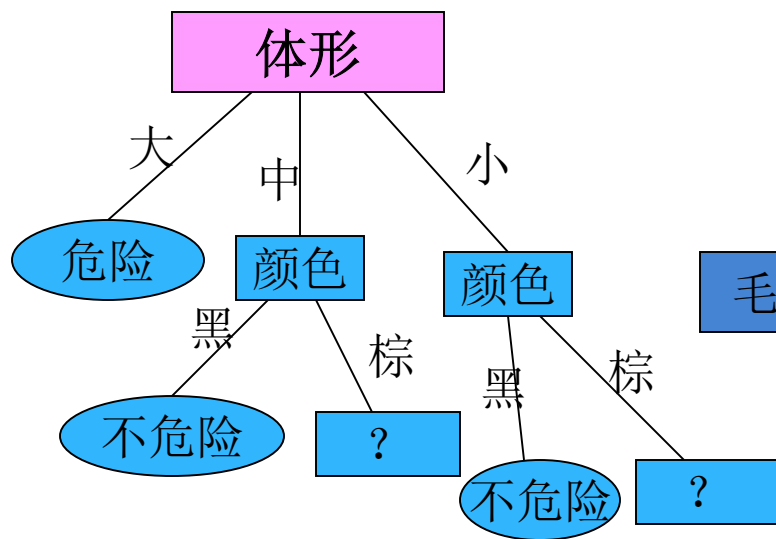 体形
大
中
小
危险
颜色
颜色
毛
黑
棕
黑
棕
不危险
?
不危险
?